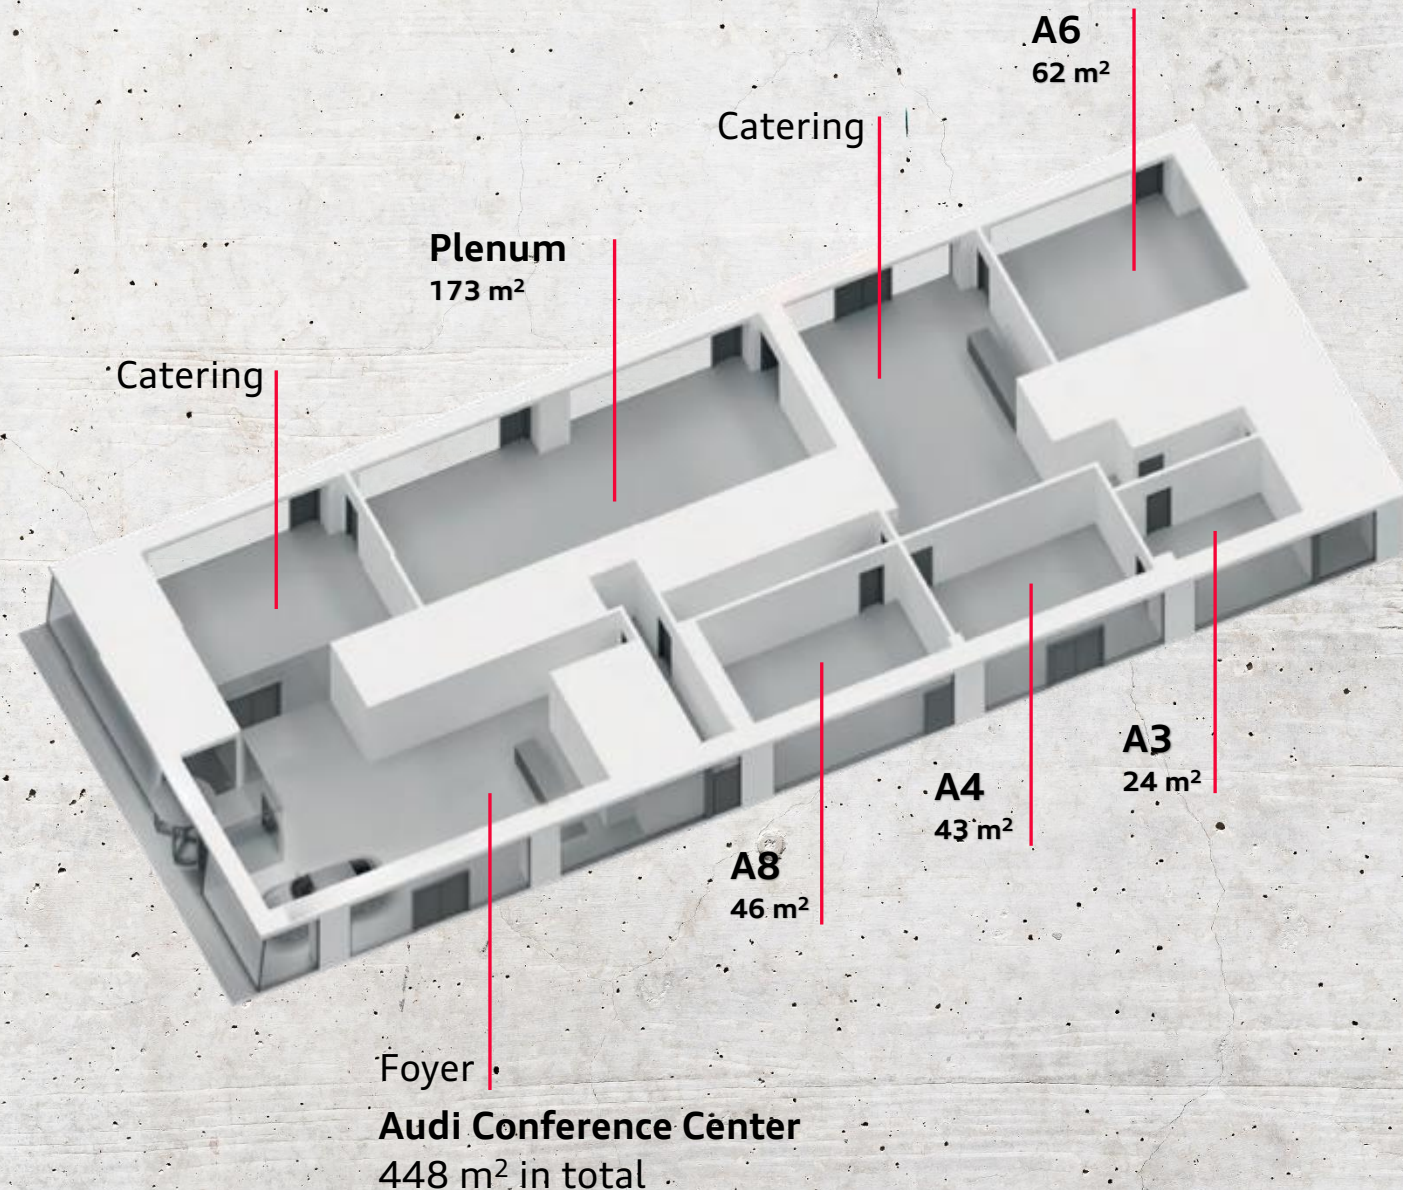 A6
62 m²
Catering
Plenum
173 m²
Catering
A3
24 m²
A4
43 m²
A8
46 m²
Foyer
Audi Conference Center
448 m² in total